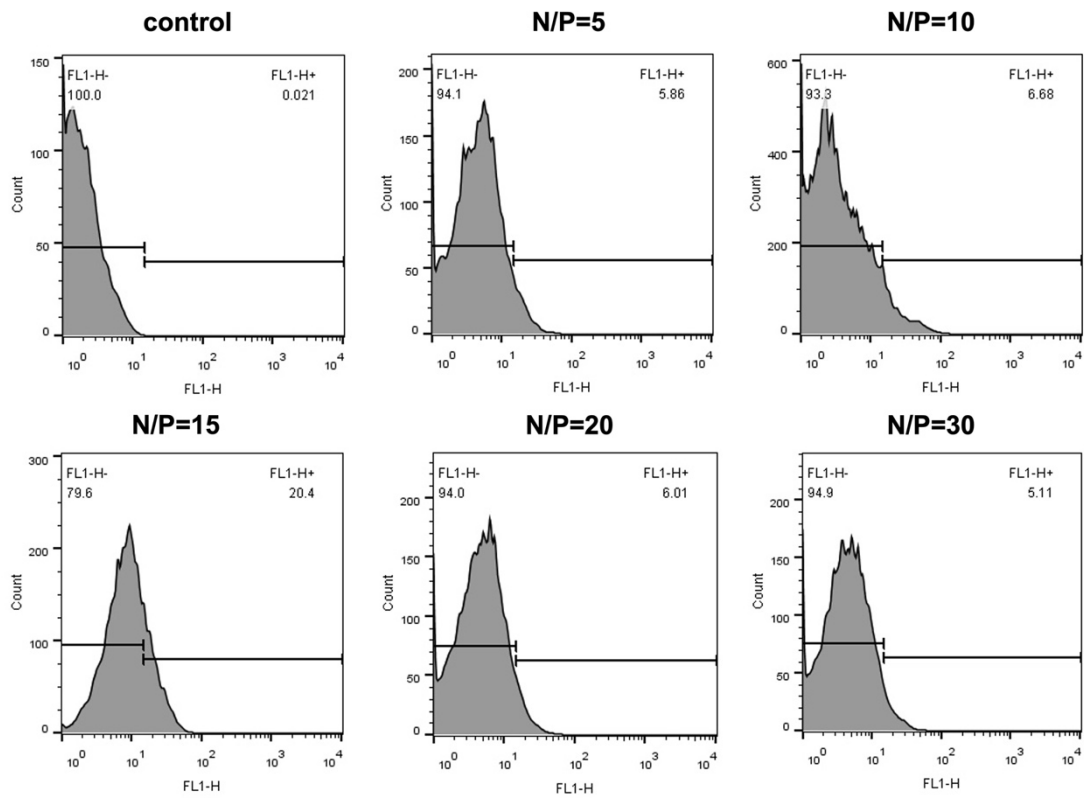 control
150
100
50
0
FL1-H-
100.0
FL1-H+
0.021
Count
10^0 10^1 10^2 10^3 10^4
FL1-H
N/P=5
200
150
100
50
0
FL1-H-
94.1
FL1-H+
5.86
Count
10^0 10^1 10^2 10^3 10^4
FL1-H
N/P=10
600
400
200
0
FL1-H-
93.3
FL1-H+
6.68
Count
10^0 10^1 10^2 10^3 10^4
FL1-H
N/P=15
300
200
100
0
FL1-H-
79.6
FL1-H+
20.4
Count
10^0 10^1 10^2 10^3 10^4
FL1-H
N/P=20
200
150
100
50
0
FL1-H-
94.0
FL1-H+
6.01
Count
10^0 10^1 10^2 10^3 10^4
FL1-H
N/P=30
200
150
100
50
0
FL1-H-
94.9
FL1-H+
5.11
Count
10^0 10^1 10^2 10^3 10^4
FL1-H